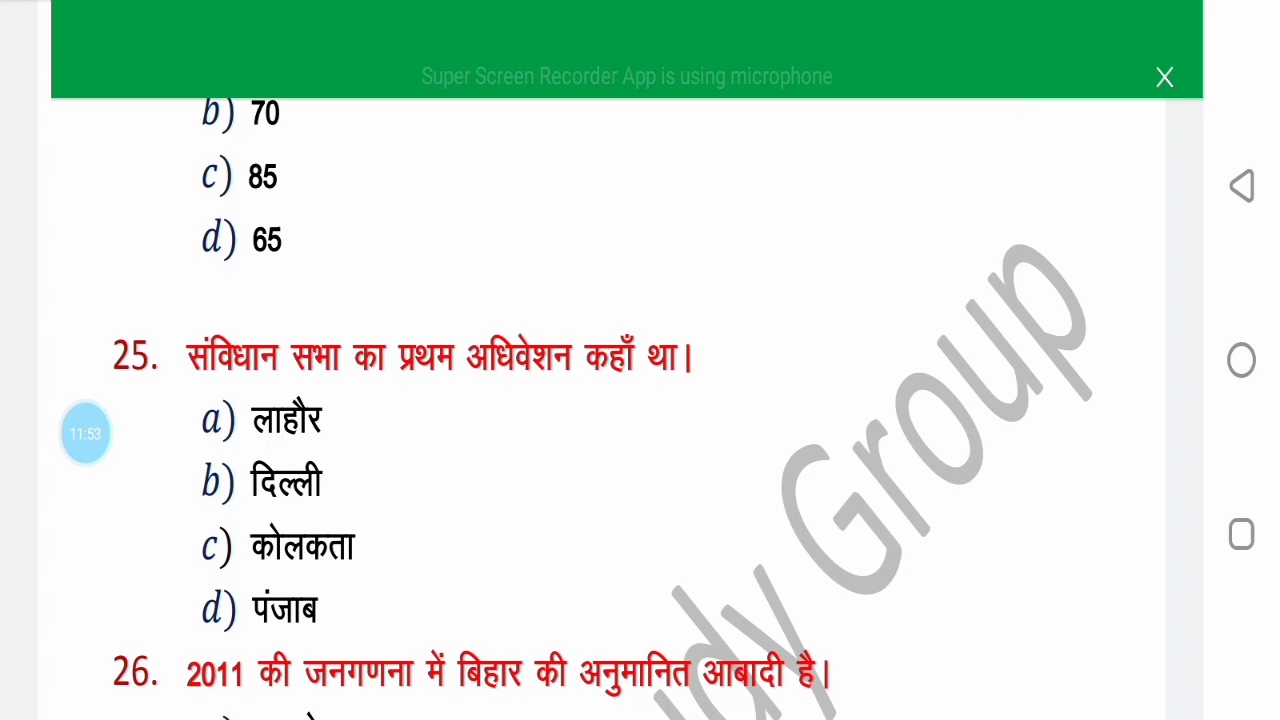 Super Screen Recorder App is using microphone X
b) 70
c) 85
d) 65
25. संविधान सभा का प्रथम अधिवेशन कहाँ था।
a) लाहौर
11:53
b) दिल्ली
c) कोलकता
d) पंजाब
26. 2011 की जनगणना में बिहार की अनुमानित आबादी है।
Group